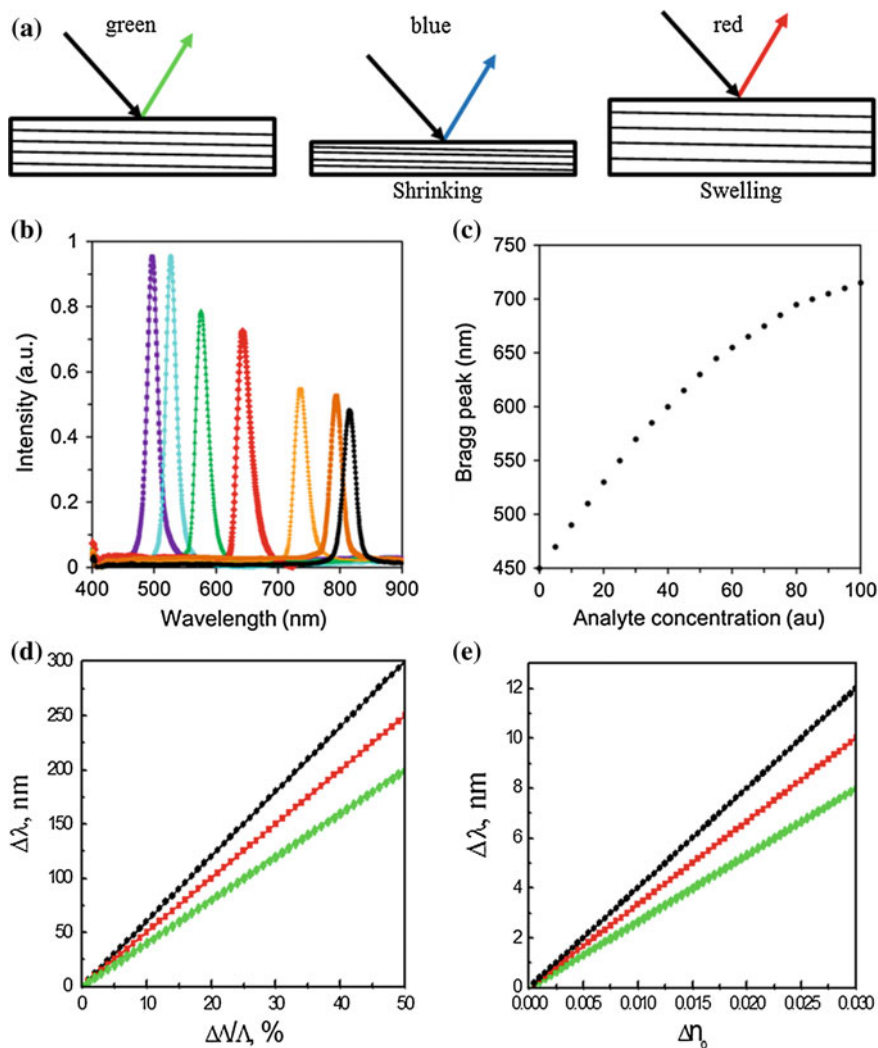 (a)
green
blue
red
Shrinking
Swelling
(b)
1
0.8
0.6
0.4
0.2
0
Intensity (a.u.)
400 500 600 700 800 900
Wavelength (nm)
(c)
750
700
650
600
550
500
450
Bragg peak (nm)
0 20 40 60 80 100
Analyte concentration (au)
(d)
300
250
200
150
100
50
0
Δλ, nm
0 10 20 30 40 50
ΔΛ/Λ, %
(e)
12
10
8
6
4
2
0
Δλ, nm
0.000 0.005 0.010 0.015 0.020 0.025 0.030
Δn₀